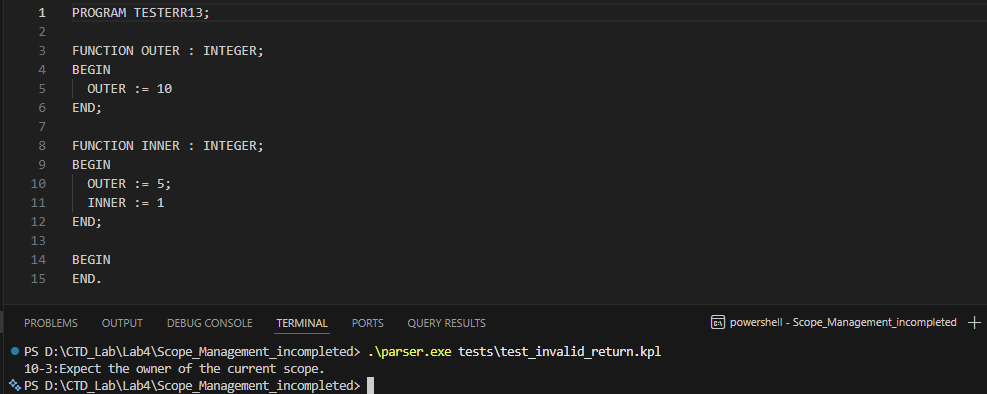 1 PROGRAM TESTERR13;
2
3 FUNCTION OUTER : INTEGER;
4 BEGIN
5 OUTER := 10
6 END;
7
8 FUNCTION INNER : INTEGER;
9 BEGIN
10 OUTER := 5;
11 INNER := 1
12 END;
13
14 BEGIN
15 END.
PROBLEMS OUTPUT DEBUG CONSOLE TERMINAL PORTS QUERY RESULTS powershell - Scope_Management_incompleted
PS D:\CTD_Lab\Lab4\Scope_Management_incompleted> .\parser.exe tests\test_invalid_return.kpl
10-3:Expect the owner of the current scope.
PS D:\CTD_Lab\Lab4\Scope_Management_incompleted>